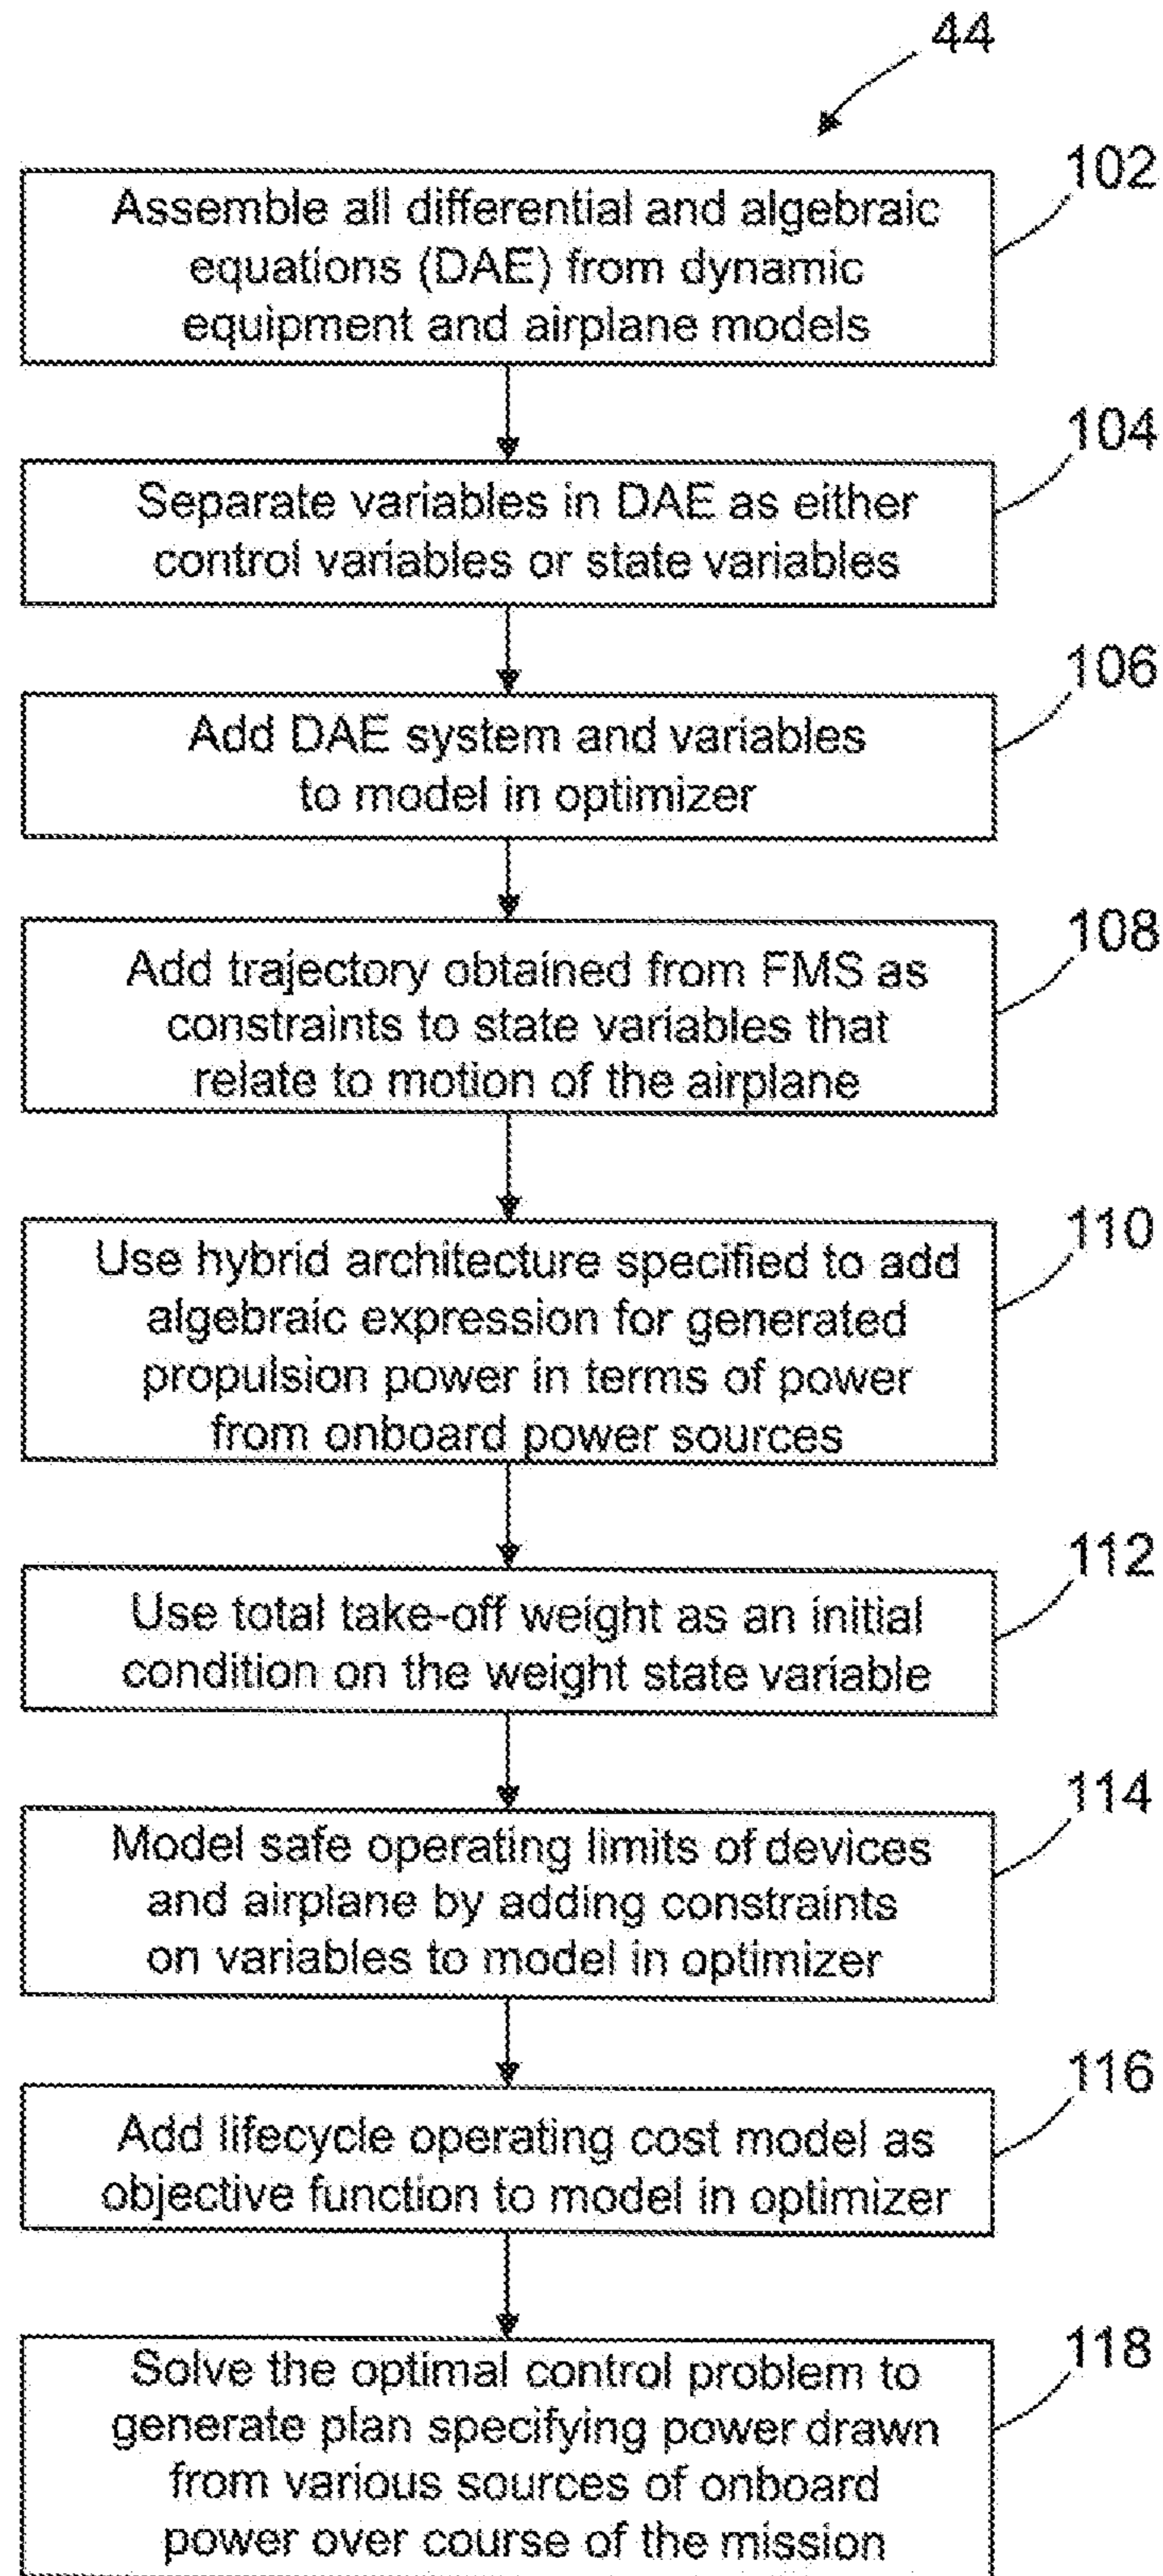 44
102
Assemble all differential and algebraic
equations (DAE) from dynamic
equipment and airplane models
104
Separate variables in DAE as either
control variables or state variables
106
Add DAE system and variables
to model in optimizer
108
Add trajectory obtained from FMS as
constraints to state variables that
relate to motion of the airplane
110
Use hybrid architecture specified to add
algebraic expression for generated
propulsion power in terms of power
from onboard power sources
112
Use total take-off weight as an initial
condition on the weight state variable
114
Model safe operating limits of devices
and airplane by adding constraints
on variables to model in optimizer
116
Add lifecycle operating cost model as
objective function to model in optimizer
118
Solve the optimal control problem to
generate plan specifying power drawn
from various sources of onboard
power over course of the mission